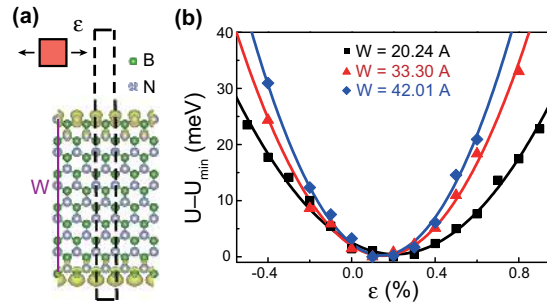 (a)
ε
B
N
W
(b)
U–Umin (meV)
40
30
20
10
0
W = 20.24 A
W = 33.30 A
W = 42.01 A
-0.4
0.0
0.4
0.8
ε (%)